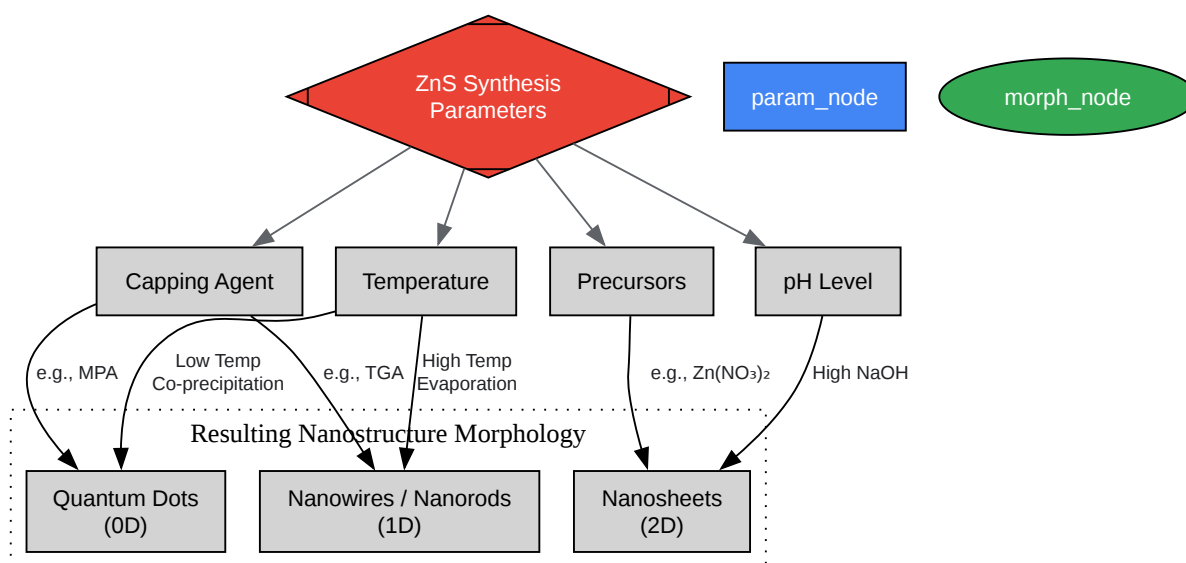 ZnS Synthesis
Parameters
param_node
morph_node
Capping Agent
Temperature
Precursors
pH Level
e.g., MPA
Low Temp
Co-precipitation
e.g., TGA
High Temp
Evaporation
e.g., Zn(NO₃)₂
High NaOH
Resulting Nanostructure Morphology
Quantum Dots
(0D)
Nanowires / Nanorods
(1D)
Nanosheets
(2D)